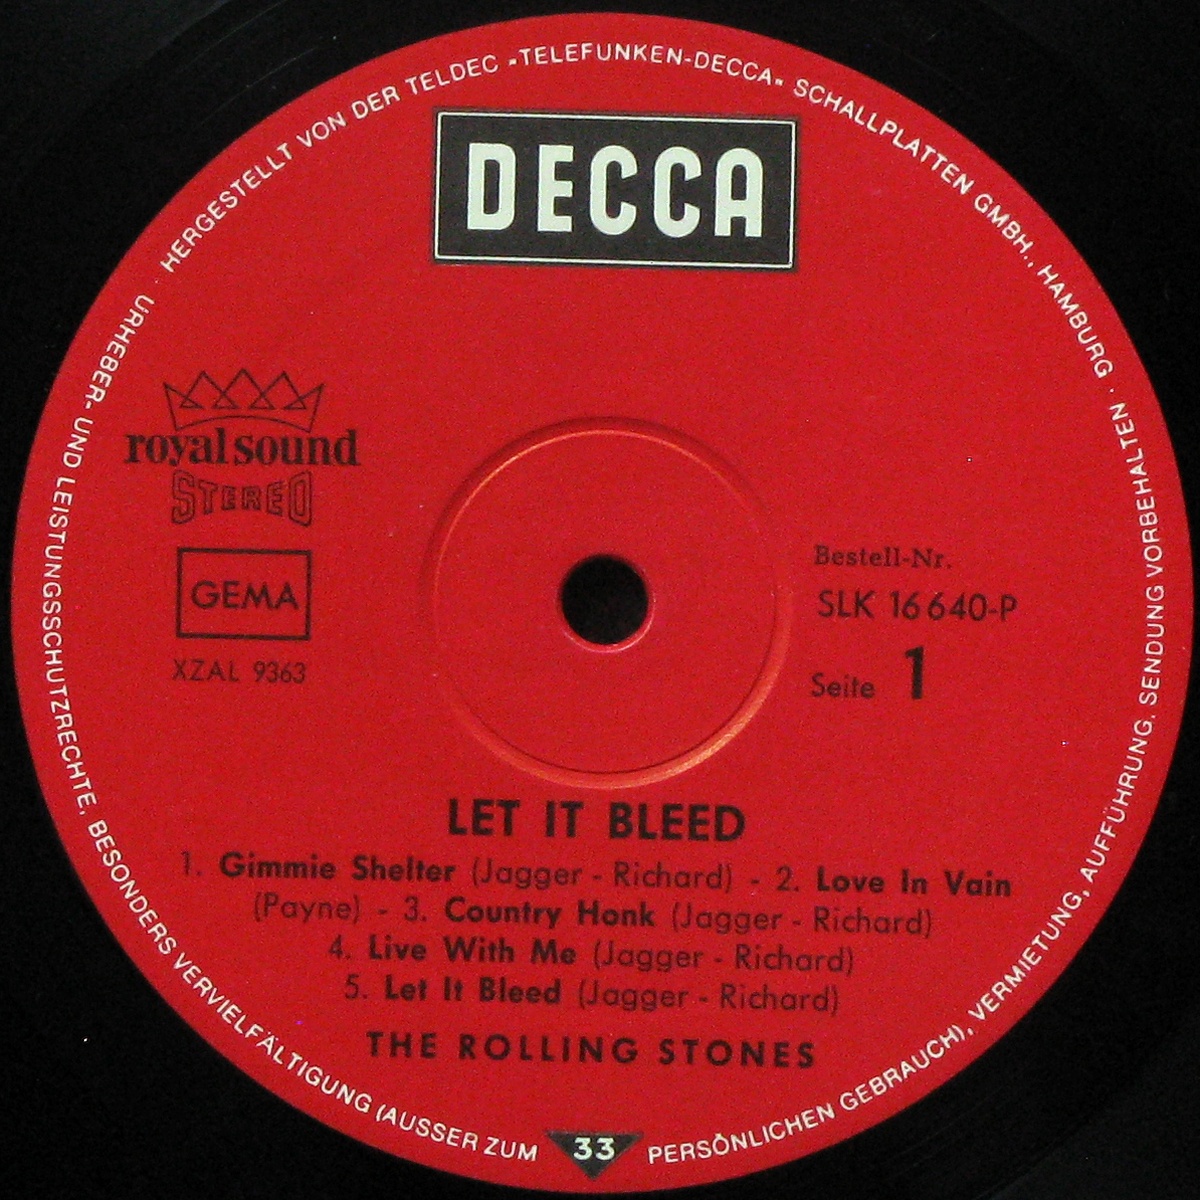 HERGESTELLT VON DER TELDEC »TELEFUNKEN-DECCA« SCHALLPLATTEN GMBH., HAMBURG · URHEBER- UND LEISTUNGSSCHUTZRECHTE, BESONDERS VERVIELFÄLTIGUNG (AUSSER ZUM PERSÖNLICHEN GEBRAUCH), VERMIETUNG, AUFFÜHRUNG, SENDUNG VORBEHALTEN ·
DECCA
royal sound
STEREO
GEMA
XZAL 9363
Bestell-Nr.
SLK 16 640-P
Seite 1
LET IT BLEED
1. Gimmie Shelter (Jagger - Richard) - 2. Love In Vain
(Payne) - 3. Country Honk (Jagger - Richard)
4. Live With Me (Jagger - Richard)
5. Let It Bleed (Jagger - Richard)
THE ROLLING STONES
33